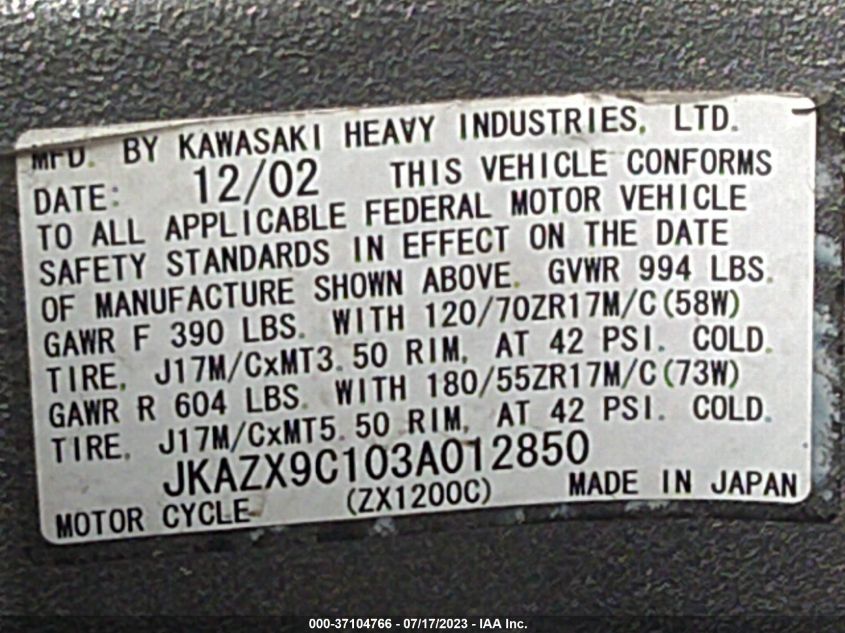 MFD. BY KAWASAKI HEAVY INDUSTRIES, LTD.
DATE: 12/02 THIS VEHICLE CONFORMS
TO ALL APPLICABLE FEDERAL MOTOR VEHICLE
SAFETY STANDARDS IN EFFECT ON THE DATE
OF MANUFACTURE SHOWN ABOVE. GVWR 994 LBS.
GAWR F 390 LBS. WITH 120/70ZR17M/C(58W)
TIRE, J17M/CxMT3.50 RIM, AT 42 PSI. COLD.
GAWR R 604 LBS. WITH 180/55ZR17M/C(73W)
TIRE, J17M/CxMT5.50 RIM, AT 42 PSI. COLD.
JKAZX9C103A012850
MOTOR CYCLE (ZX1200C) MADE IN JAPAN
000-37104766 - 07/17/2023 - IAA Inc.